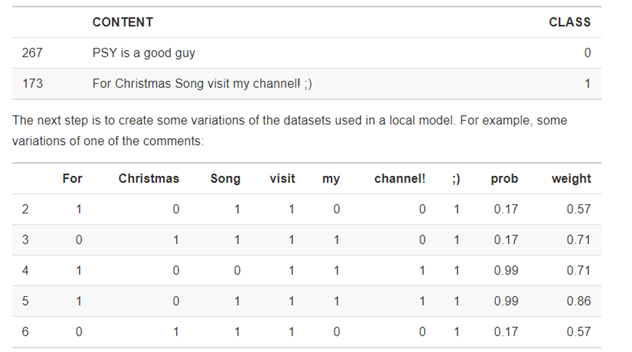 CONTENT CLASS
267 PSY is a good guy 0
173 For Christmas Song visit my channel! ;) 1
The next step is to create some variations of the datasets used in a local model. For example, some
variations of one of the comments:
For Christmas Song visit my channel! ;) prob weight
2 1 0 1 1 0 0 1 0.17 0.57
3 0 1 1 1 1 0 1 0.17 0.71
4 1 0 0 1 1 1 1 0.99 0.71
5 1 0 1 1 1 1 1 0.99 0.86
6 0 1 1 1 0 0 1 0.17 0.57